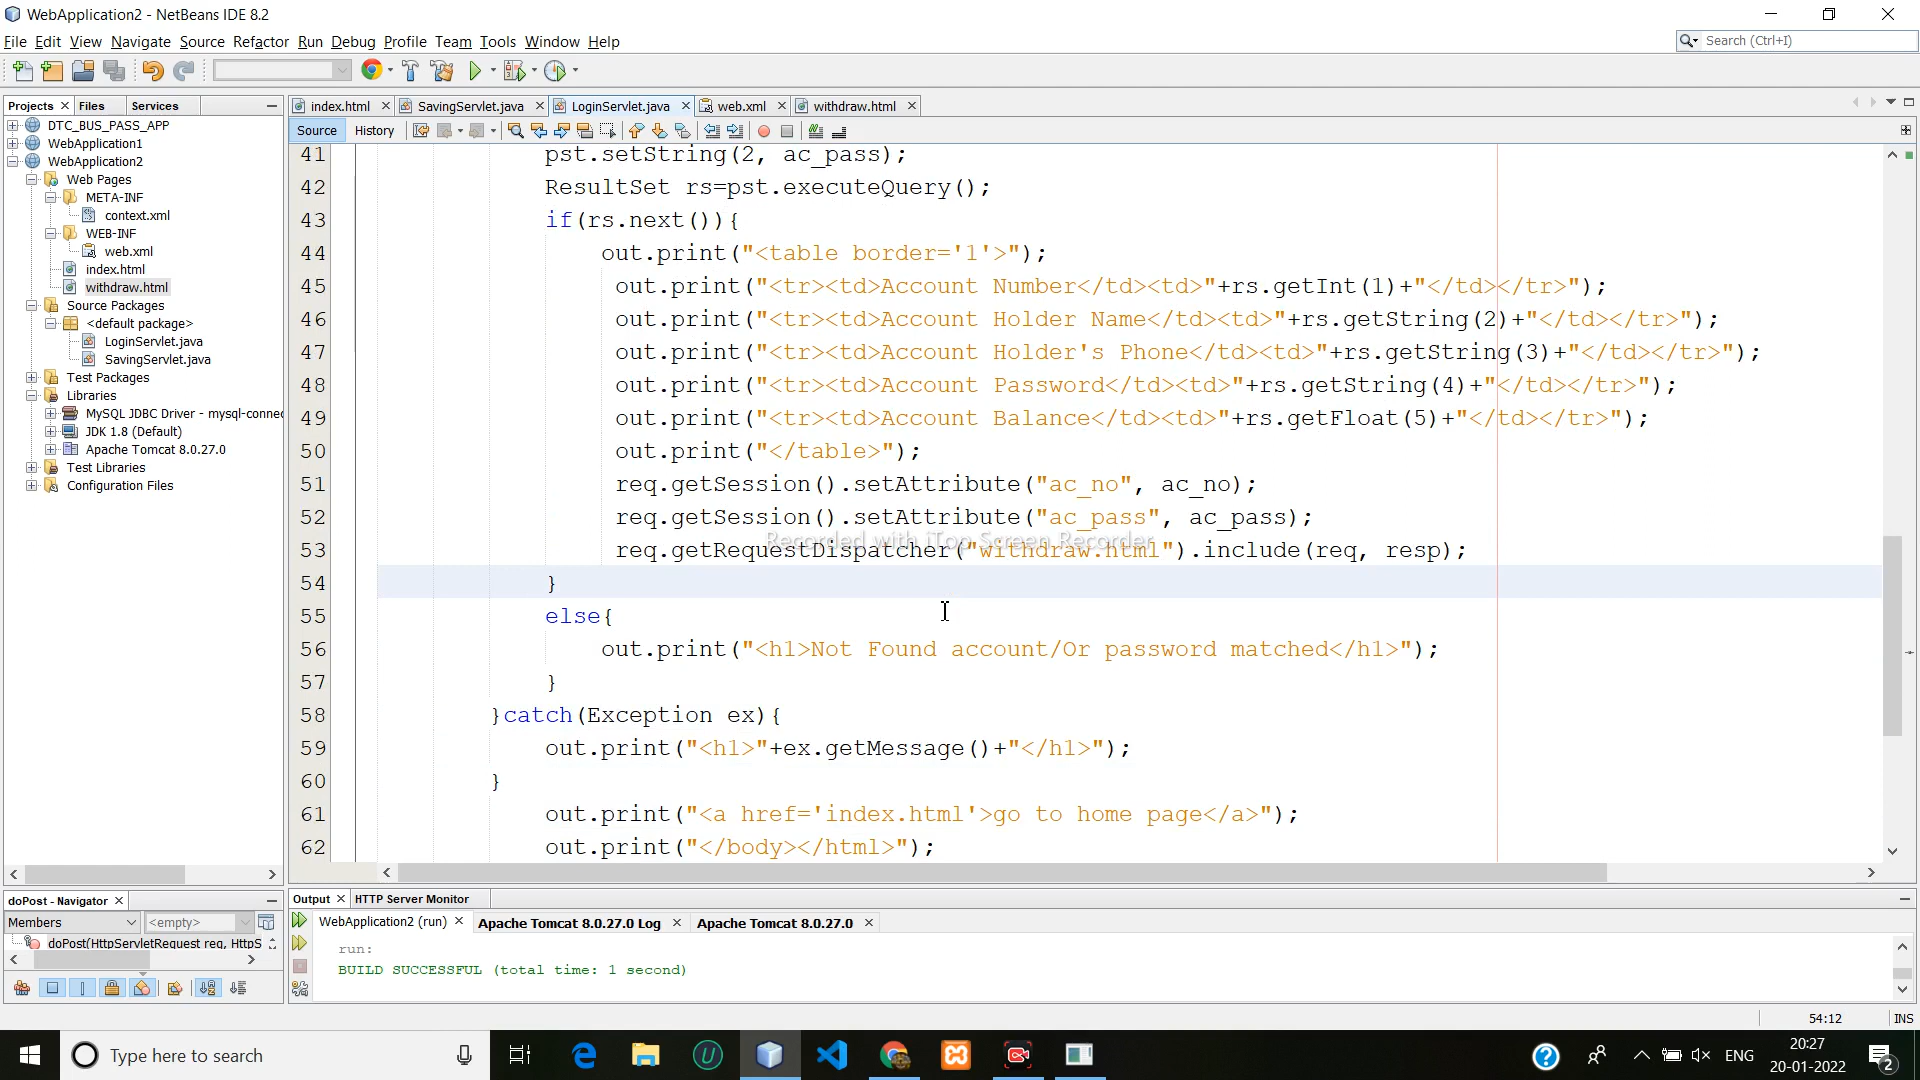 WebApplication2 - NetBeans IDE 8.2
File Edit View Navigate Source Refactor Run Debug Profile Team Tools Window Help
Search (Ctrl+I)
Projects Files Services
index.html SavingServlet.java LoginServlet.java web.xml withdraw.html
Source History
DTC_BUS_PASS_APP
WebApplication1
WebApplication2
Web Pages
META-INF
context.xml
WEB-INF
web.xml
index.html
withdraw.html
Source Packages
<default package>
LoginServlet.java
SavingServlet.java
Test Packages
Libraries
MySQL JDBC Driver - mysql-connec
JDK 1.8 (Default)
Apache Tomcat 8.0.27.0
Test Libraries
Configuration Files
41 pst.setString(2, ac_pass);
42 ResultSet rs=pst.executeQuery();
43 if(rs.next()){
44 out.print("<table border='1'>");
45 out.print("<tr><td>Account Number</td><td>"+rs.getInt(1)+"</td></tr>");
46 out.print("<tr><td>Account Holder Name</td><td>"+rs.getString(2)+"</td></tr>");
47 out.print("<tr><td>Account Holder's Phone</td><td>"+rs.getString(3)+"</td></tr>");
48 out.print("<tr><td>Account Password</td><td>"+rs.getString(4)+"</td></tr>");
49 out.print("<tr><td>Account Balance</td><td>"+rs.getFloat(5)+"</td></tr>");
50 out.print("</table>");
51 req.getSession().setAttribute("ac_no", ac_no);
52 req.getSession().setAttribute("ac_pass", ac_pass);
Recorded with iTop Screen Recorder
53 req.getRequestDispatcher("withdraw.html").include(req, resp);
54 }
55 else{
56 out.print("<h1>Not Found account/Or password matched</h1>");
57 }
58 }catch(Exception ex){
59 out.print("<h1>"+ex.getMessage()+"</h1>");
60 }
61 out.print("<a href='index.html'>go to home page</a>");
62 out.print("</body></html>");
doPost - Navigator
Members <empty>
doPost(HttpServletRequest req, HttpS
Output HTTP Server Monitor
WebApplication2 (run) Apache Tomcat 8.0.27.0 Log Apache Tomcat 8.0.27.0
run:
BUILD SUCCESSFUL (total time: 1 second)
54:12 INS
Type here to search
ENG
20:27
20-01-2022
2